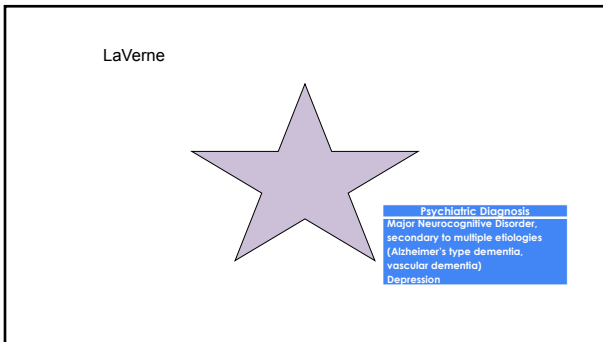 LaVerne
Psychiatric Diagnosis
Major Neurocognitive Disorder,
secondary to multiple etiologies
(Alzheimer's type dementia,
vascular dementia)
Depression